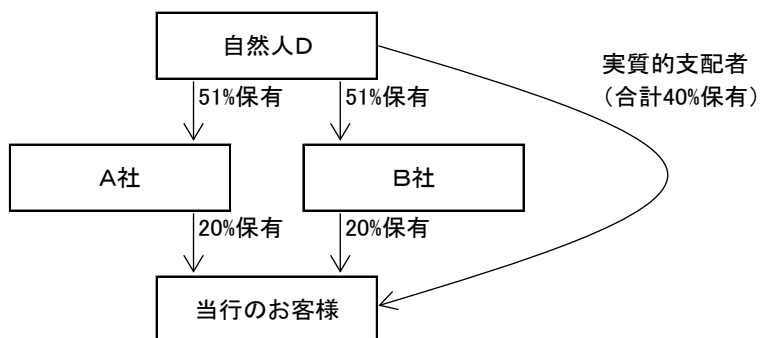 自然人D
51%保有
51%保有
実質的支配者
(合計40%保有)
A社
B社
20%保有
20%保有
当行のお客様